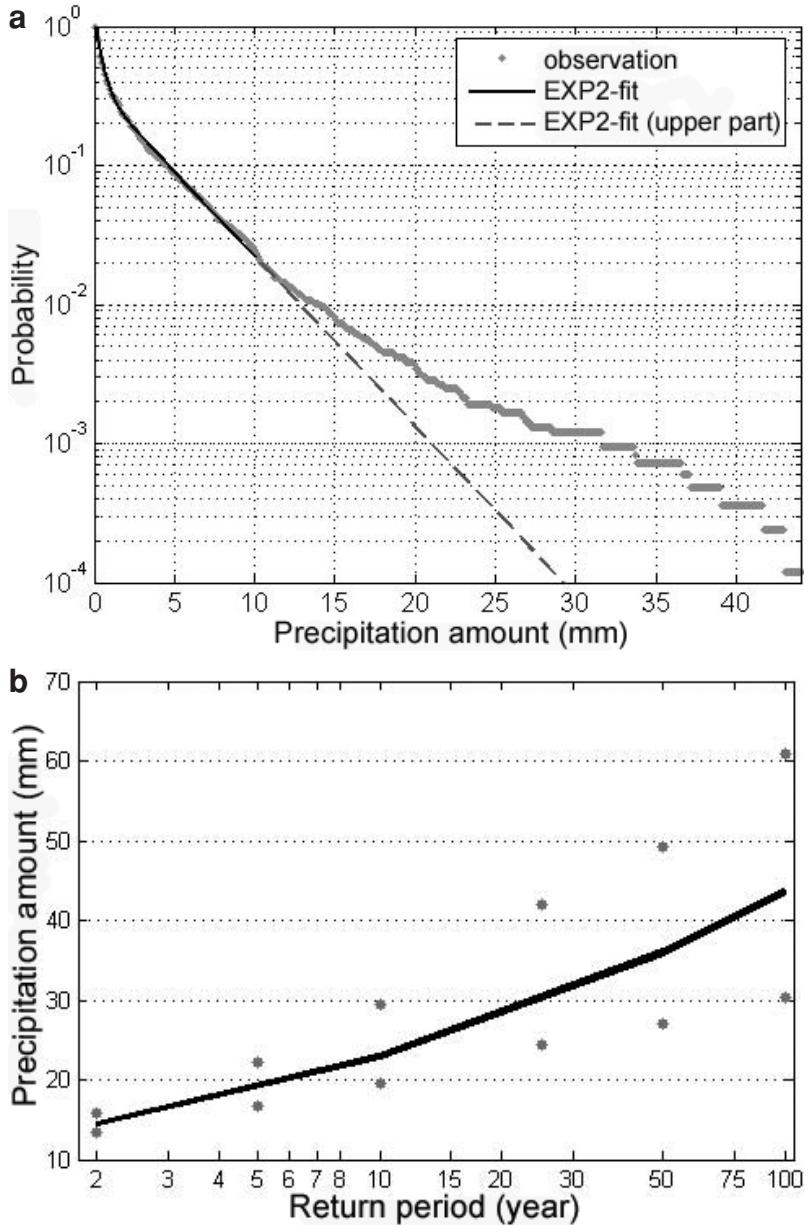 a
10^0
10^-1
10^-2
10^-3
10^-4
Probability
observation
EXP2-fit
EXP2-fit (upper part)
0 5 10 15 20 25 30 35 40
Precipitation amount (mm)
b
70
60
50
40
30
20
10
Precipitation amount (mm)
2 3 4 5 6 7 8 10 15 20 30 50 75 100
Return period (year)